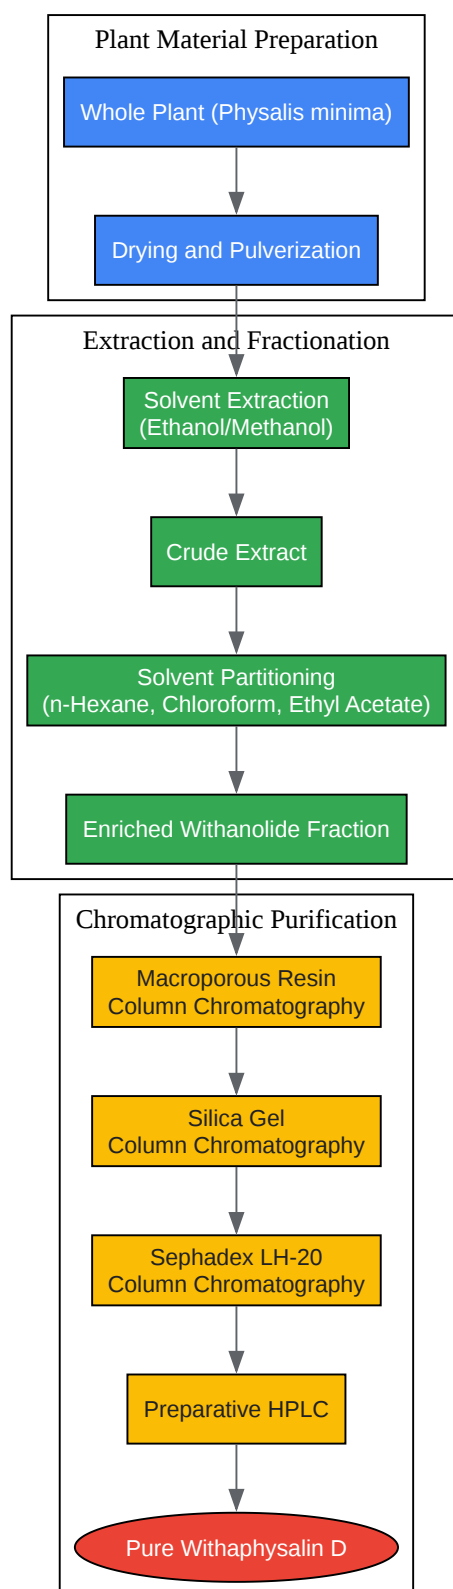 Plant Material Preparation
Whole Plant (Physalis minima)
Drying and Pulverization
Extraction and Fractionation
Solvent Extraction
(Ethanol/Methanol)
Crude Extract
Solvent Partitioning
(n-Hexane, Chloroform, Ethyl Acetate)
Enriched Withanolide Fraction
Chromatographic Purification
Macroporous Resin
Column Chromatography
Silica Gel
Column Chromatography
Sephadex LH-20
Column Chromatography
Preparative HPLC
Pure Withaphysalin D